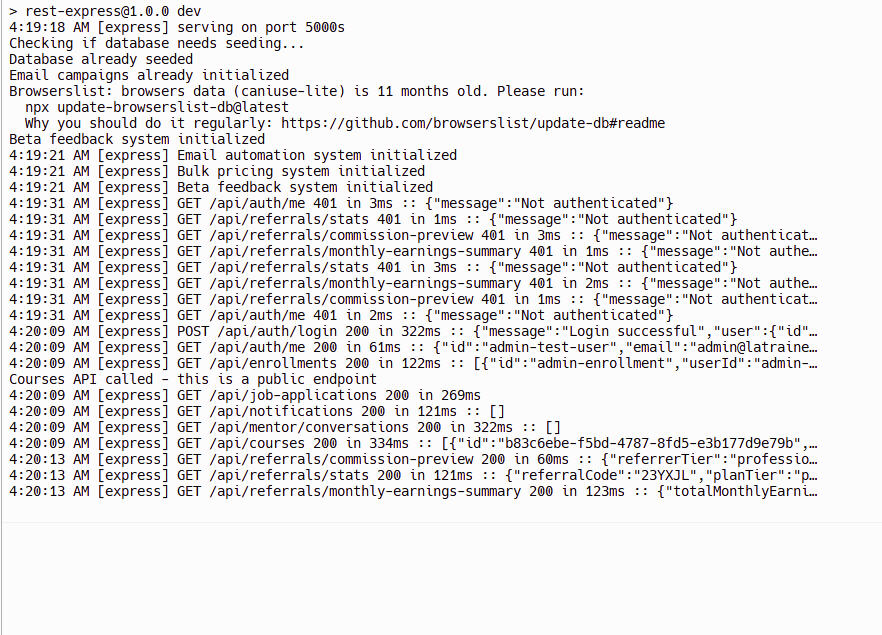 > rest-express@1.0.0 dev
4:19:18 AM [express] serving on port 5000s
Checking if database needs seeding...
Database already seeded
Email campaigns already initialized
Browserslist: browsers data (caniuse-lite) is 11 months old. Please run:
  npx update-browserslist-db@latest
  Why you should do it regularly: https://github.com/browserslist/update-db#readme
Beta feedback system initialized
4:19:21 AM [express] Email automation system initialized
4:19:21 AM [express] Bulk pricing system initialized
4:19:21 AM [express] Beta feedback system initialized
4:19:31 AM [express] GET /api/auth/me 401 in 3ms :: {"message":"Not authenticated"}
4:19:31 AM [express] GET /api/referrals/stats 401 in 1ms :: {"message":"Not authenticated"}
4:19:31 AM [express] GET /api/referrals/commission-preview 401 in 3ms :: {"message":"Not authenticat…
4:19:31 AM [express] GET /api/referrals/monthly-earnings-summary 401 in 1ms :: {"message":"Not authe…
4:19:31 AM [express] GET /api/referrals/stats 401 in 3ms :: {"message":"Not authenticated"}
4:19:31 AM [express] GET /api/referrals/monthly-earnings-summary 401 in 2ms :: {"message":"Not authe…
4:19:31 AM [express] GET /api/referrals/commission-preview 401 in 1ms :: {"message":"Not authenticat…
4:19:31 AM [express] GET /api/auth/me 401 in 2ms :: {"message":"Not authenticated"}
4:20:09 AM [express] POST /api/auth/login 200 in 322ms :: {"message":"Login successful","user":{"id"…
4:20:09 AM [express] GET /api/auth/me 200 in 61ms :: {"id":"admin-test-user","email":"admin@latraine…
4:20:09 AM [express] GET /api/enrollments 200 in 122ms :: [{"id":"admin-enrollment","userId":"admin-…
Courses API called - this is a public endpoint
4:20:09 AM [express] GET /api/job-applications 200 in 269ms
4:20:09 AM [express] GET /api/notifications 200 in 121ms :: []
4:20:09 AM [express] GET /api/mentor/conversations 200 in 322ms :: []
4:20:09 AM [express] GET /api/courses 200 in 334ms :: [{"id":"b83c6ebe-f5bd-4787-8fd5-e3b177d9e79b",…
4:20:13 AM [express] GET /api/referrals/commission-preview 200 in 60ms :: {"referrerTier":"professio…
4:20:13 AM [express] GET /api/referrals/stats 200 in 121ms :: {"referralCode":"23YXJL","planTier":"p…
4:20:13 AM [express] GET /api/referrals/monthly-earnings-summary 200 in 123ms :: {"totalMonthlyEarni…